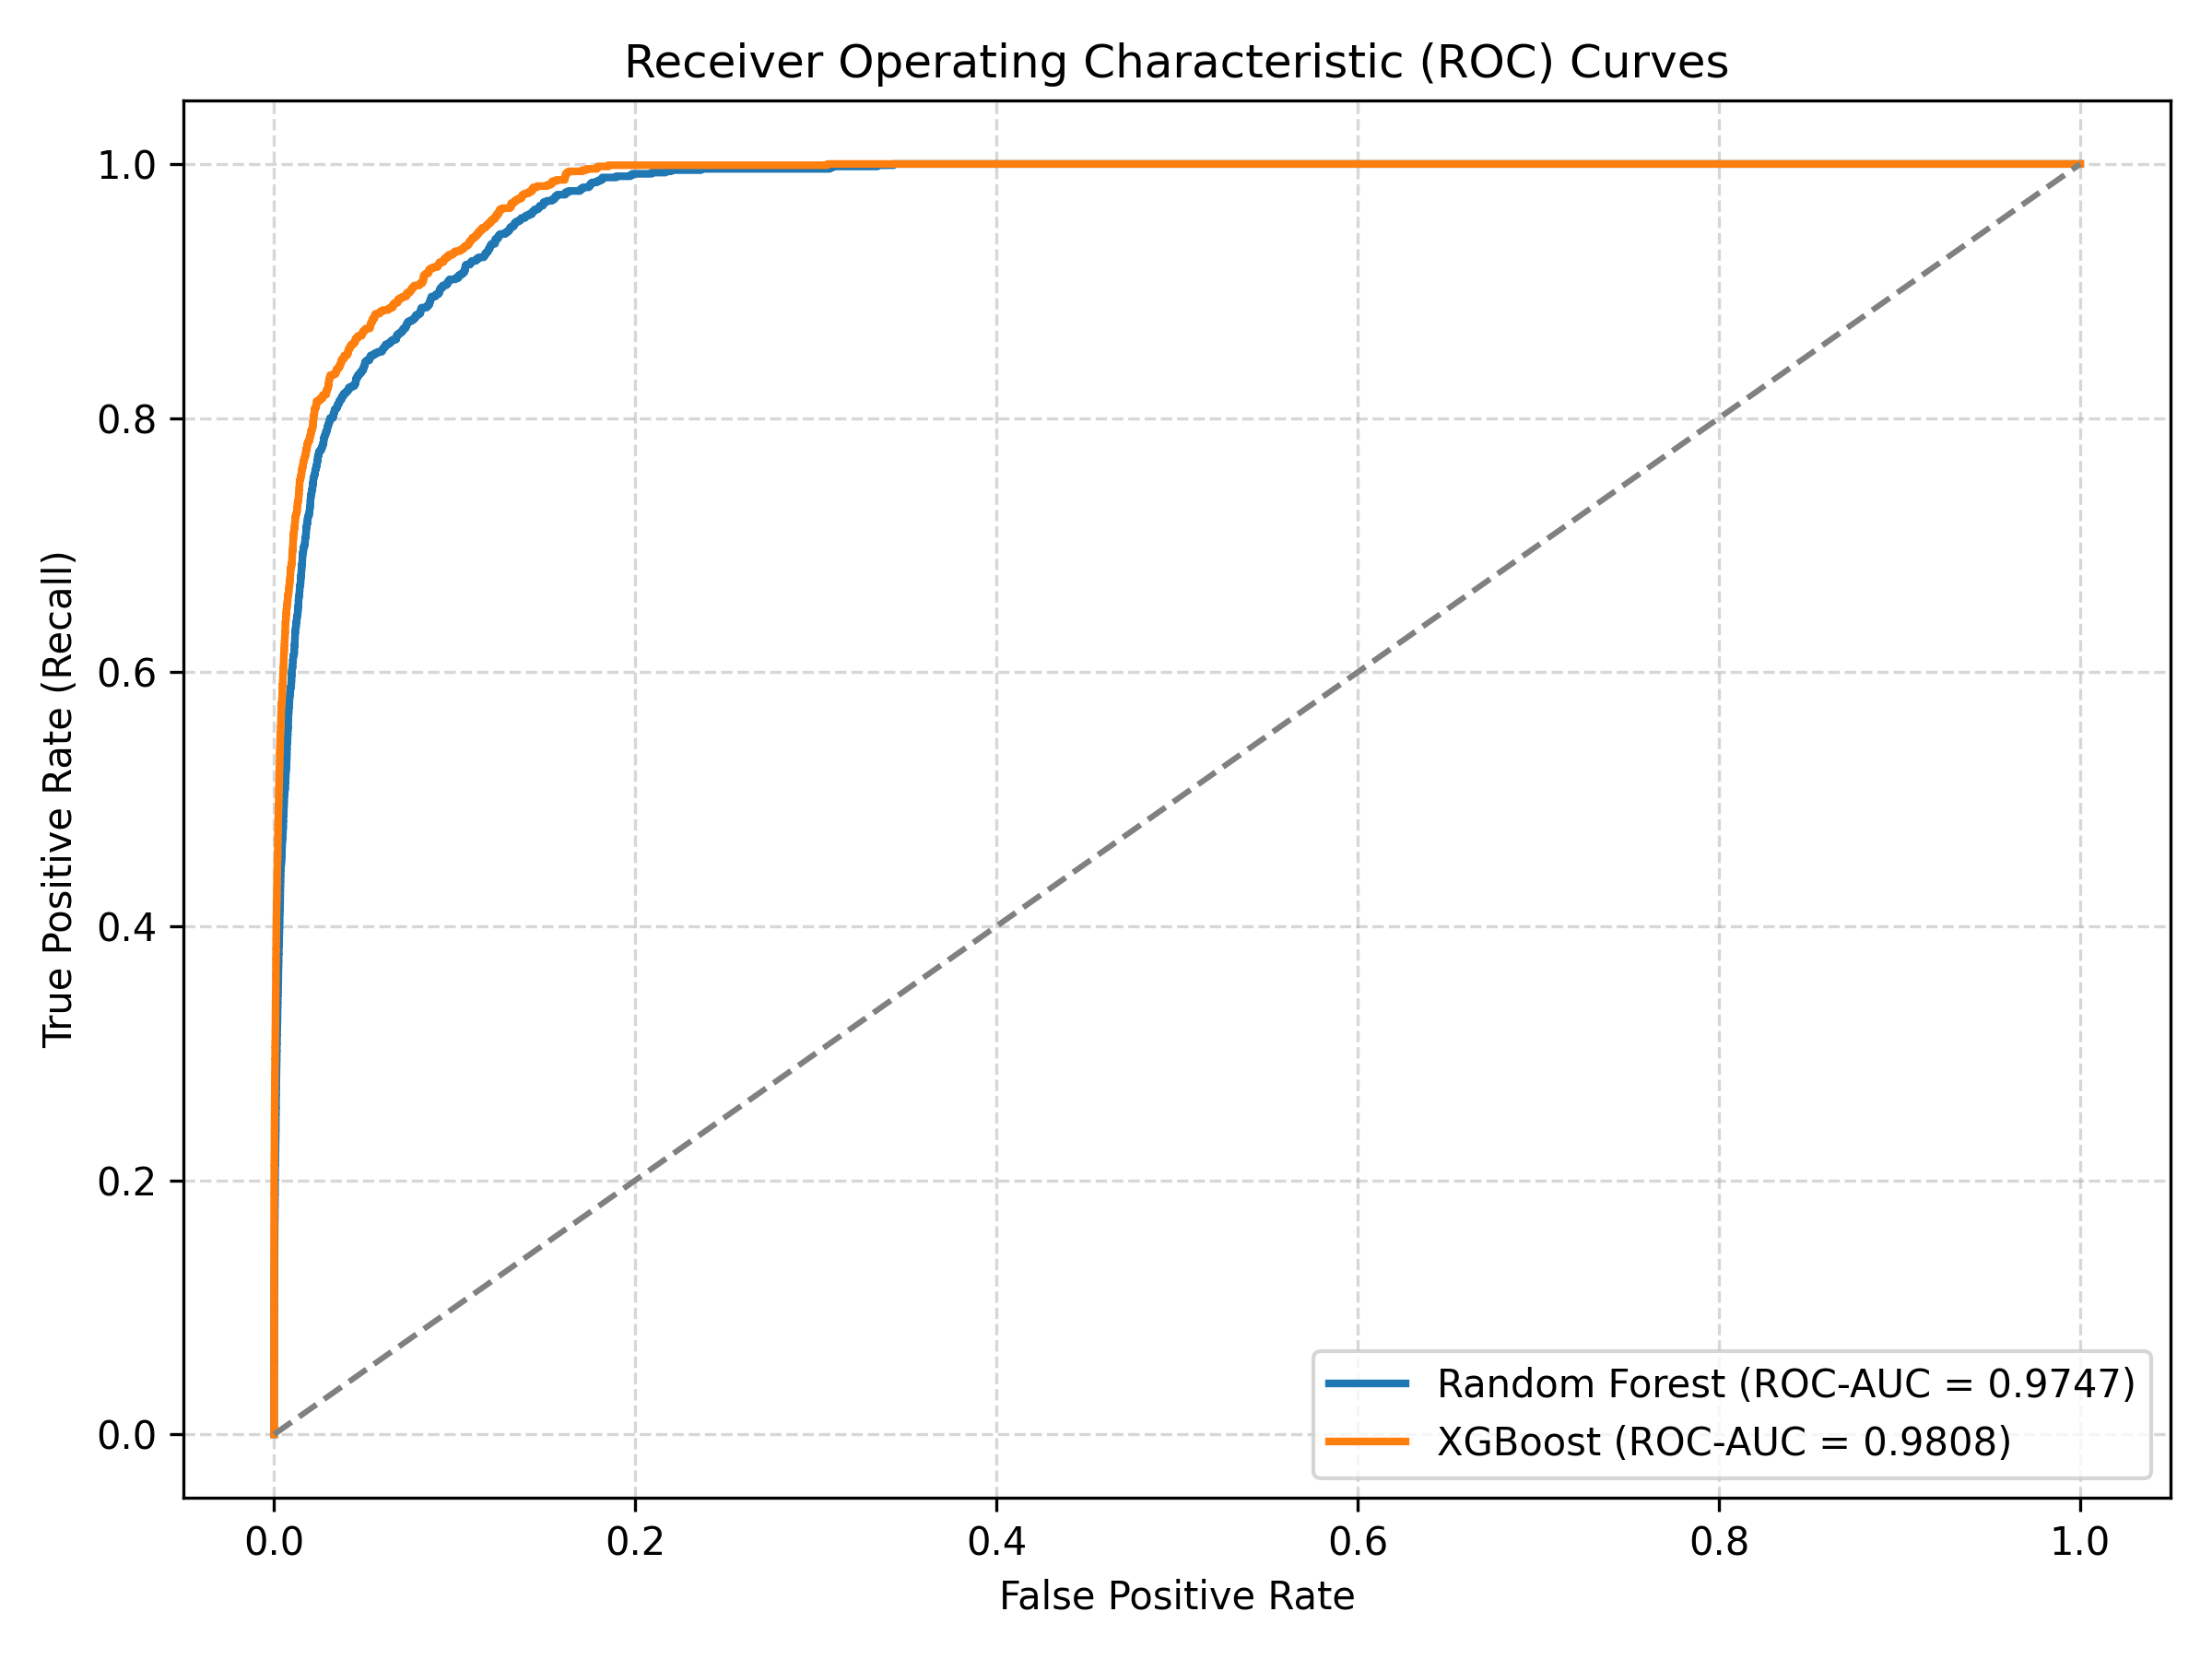 Receiver Operating Characteristic (ROC) Curves
True Positive Rate (Recall)
1.0
0.8
0.6
0.4
0.2
0.0
0.0 0.2 0.4 0.6 0.8 1.0
False Positive Rate
Random Forest (ROC-AUC = 0.9747)
XGBoost (ROC-AUC = 0.9808)